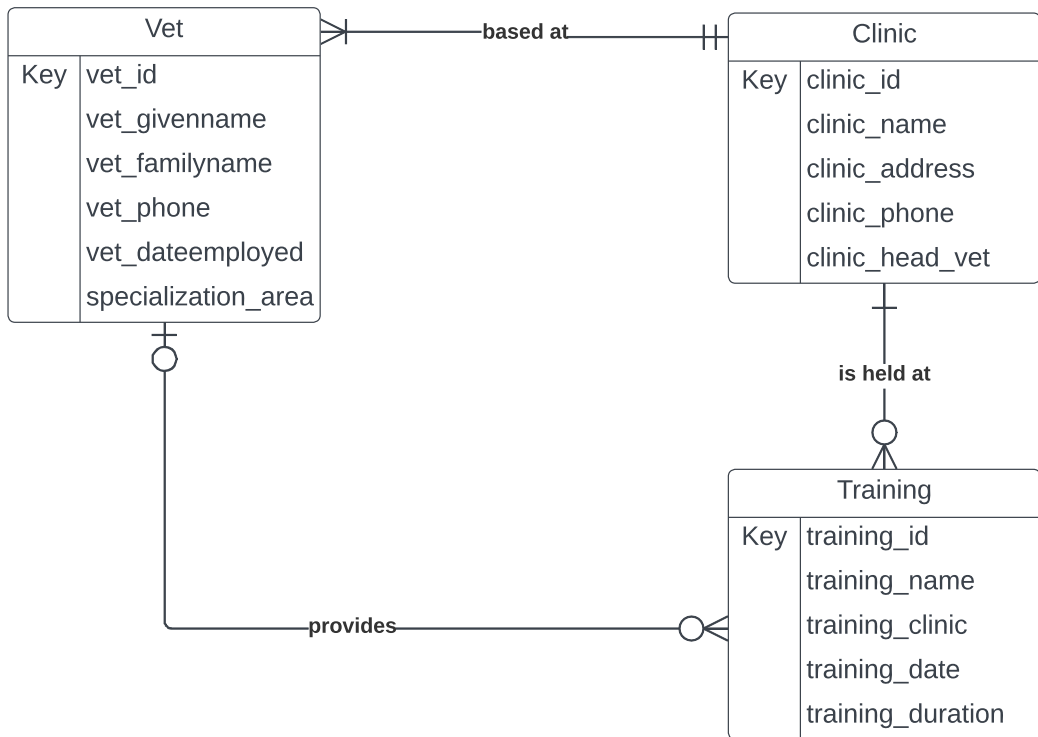 Vet
Key vet_id
vet_givenname
vet_familyname
vet_phone
vet_dateemployed
specialization_area
based at
Clinic
Key clinic_id
clinic_name
clinic_address
clinic_phone
clinic_head_vet
is held at
Training
Key training_id
training_name
training_clinic
training_date
training_duration
provides